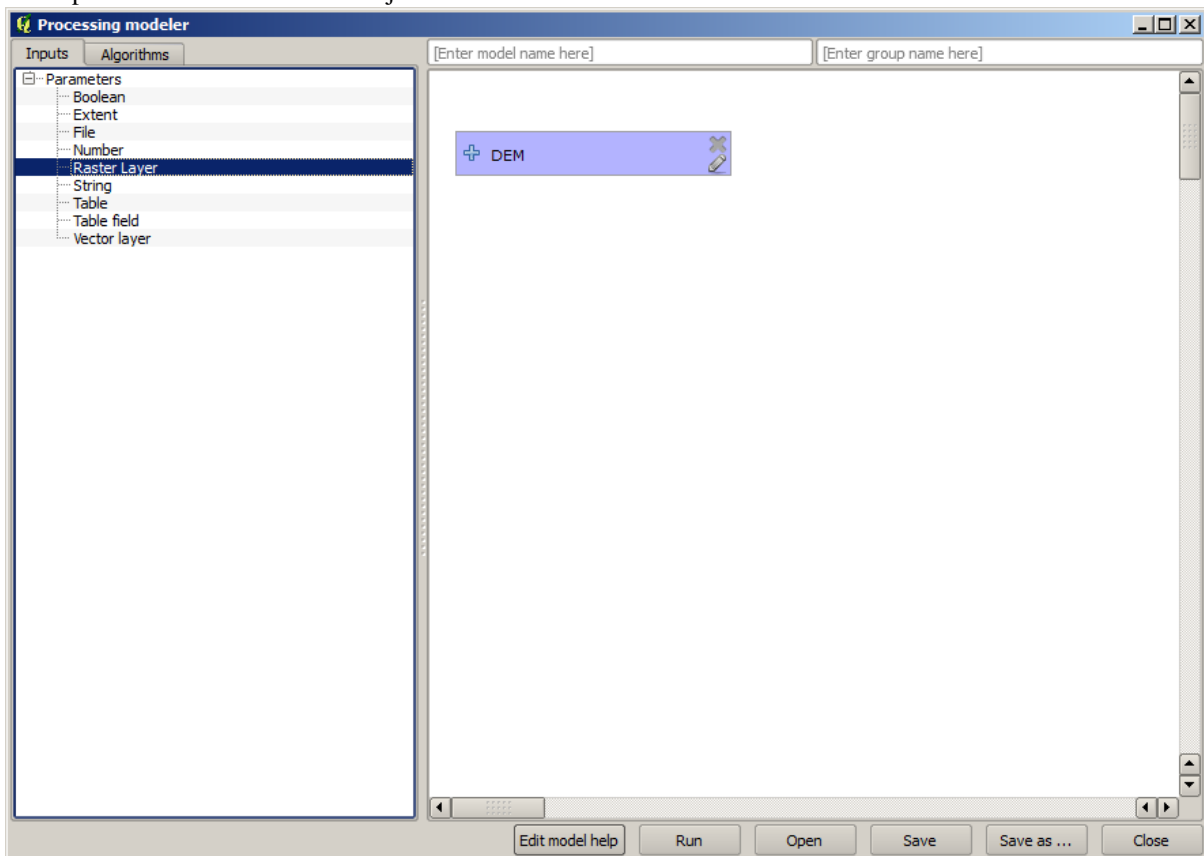 Processing modeler
Inputs
Algorithms
[Enter model name here]
[Enter group name here]
Parameters
Boolean
Extent
File
Number
Raster Layer
String
Table
Table field
Vector layer
DEM
Edit model help
Run
Open
Save
Save as ...
Close